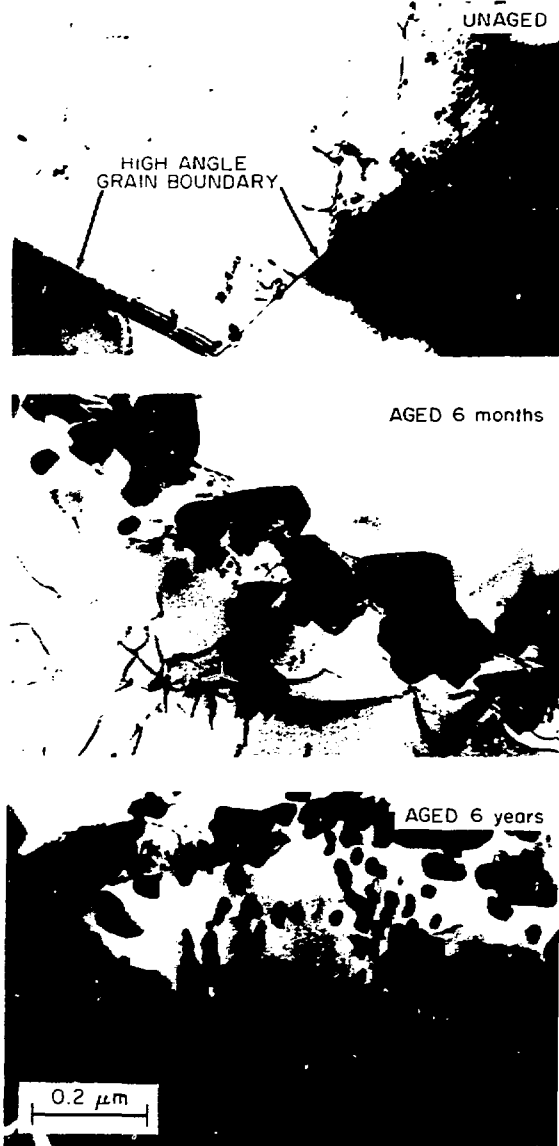 UNAGED
HIGH ANGLE
GRAIN BOUNDARY
AGED 6 months
AGED 6 years
0.2 μm